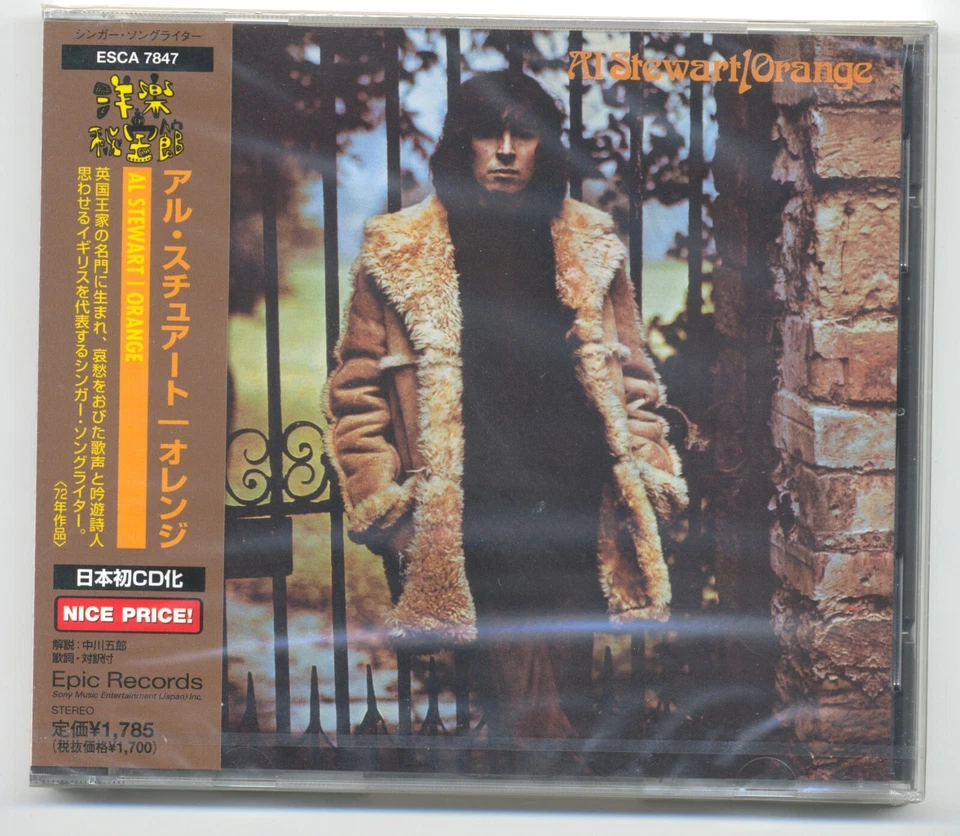 シンガー・ソングライター
ESCA 7847
洋楽
秘宝館
アル・スチュアート｜オレンジ
AL STEWART | ORANGE
英国王家の名門に生まれ、哀愁をおびた歌声と吟遊詩人
思わせるイギリスを代表するシンガー・ソングライター。
〈72年作品〉
日本初CD化
NICE PRICE!
解説：中川五郎
歌詞・対訳付
Epic Records
Sony Music Entertainment (Japan) Inc.
STEREO
定価¥1,785
(税抜価格¥1,700)
Al Stewart/Orange